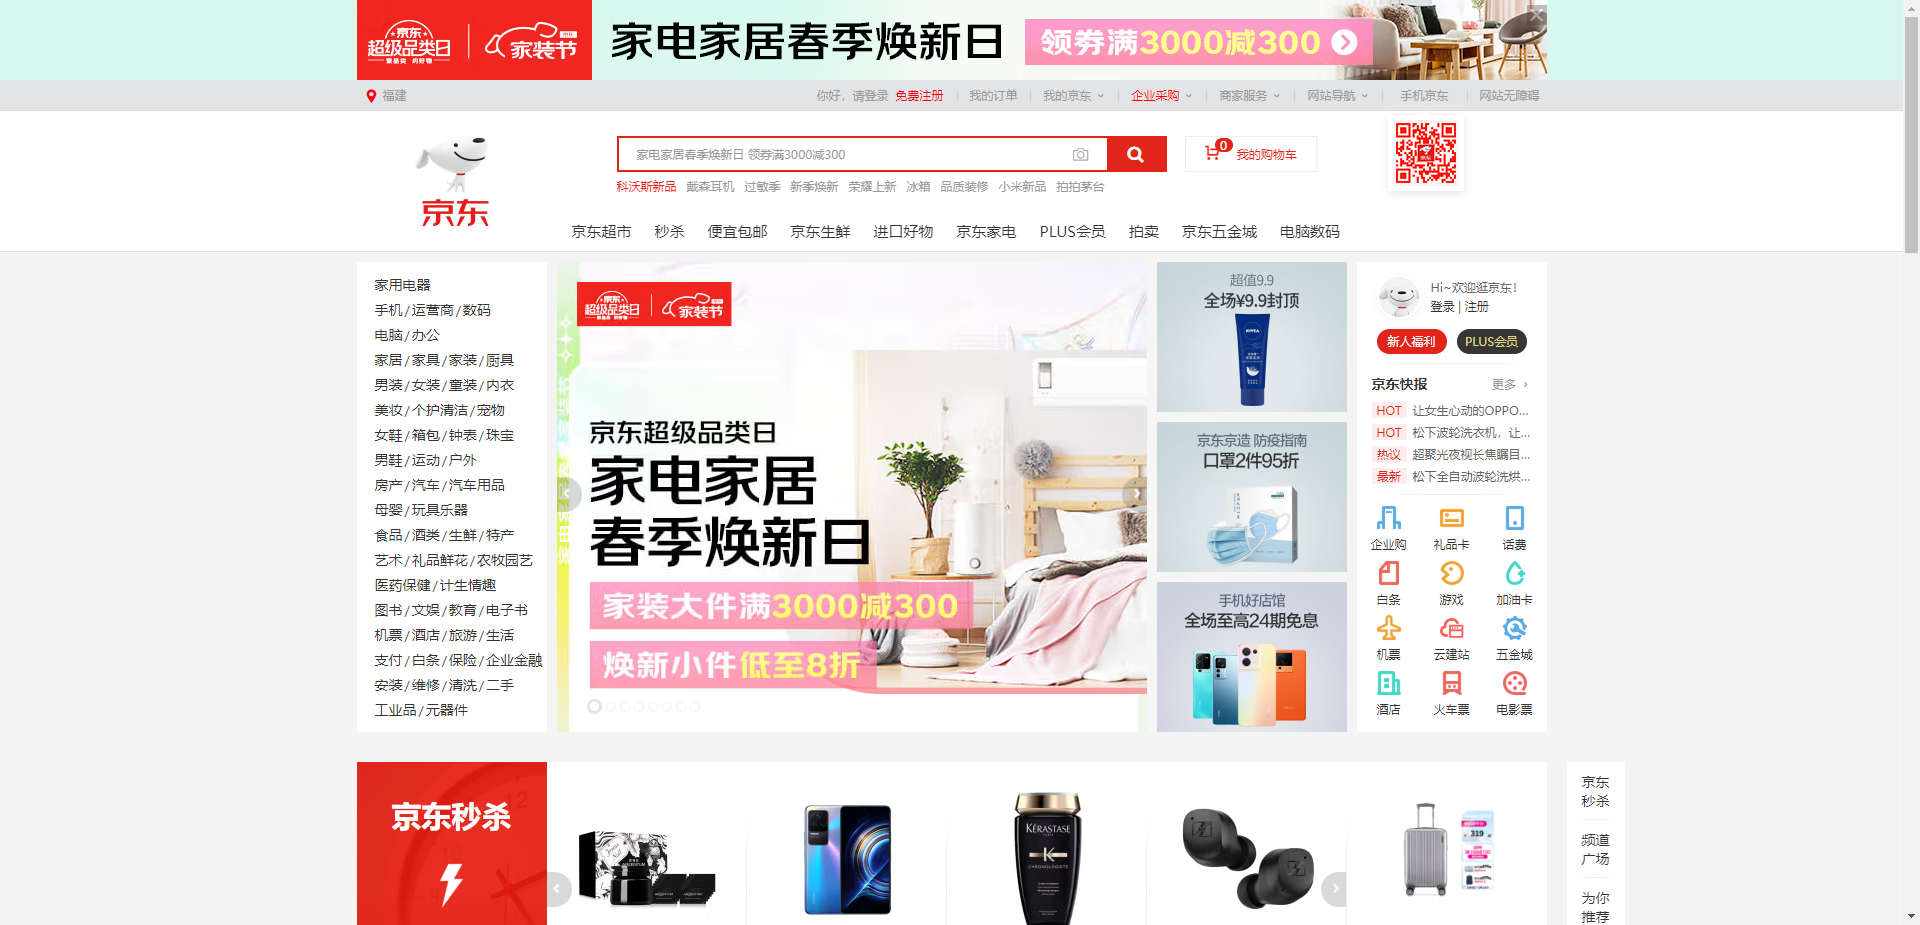 京东
超级品类日
家装节
家电家居春季焕新日
领券满3000减300
福建
你好，请登录 免费注册 我的订单 我的京东 企业采购 商家服务 网站导航 手机京东 网站无障碍
京东
家电家居春季焕新日 领券满3000减300
0 我的购物车
科沃斯新品 戴森耳机 过敏季 新季焕新 荣耀上新 冰箱 品质装修 小米新品 拍拍茅台
京东超市 秒杀 便宜包邮 京东生鲜 进口好物 京东家电 PLUS会员 拍卖 京东五金城 电脑数码
家用电器
手机/运营商/数码
电脑/办公
家居/家具/家装/厨具
男装/女装/童装/内衣
美妆/个护清洁/宠物
女鞋/箱包/钟表/珠宝
男鞋/运动/户外
房产/汽车/汽车用品
母婴/玩具乐器
食品/酒类/生鲜/特产
艺术/礼品鲜花/农牧园艺
医药保健/计生情趣
图书/文娱/教育/电子书
机票/酒店/旅游/生活
支付/白条/保险/企业金融
安装/维修/清洗/二手
工业品/元器件
京东
超级品类日
家装节
京东超级品类日
家电家居
春季焕新日
家装大件满3000减300
焕新小件低至8折
超值9.9
全场¥9.9封顶
NIVEA
京东京造 防疫指南
口罩2件95折
手机好店馆
全场至高24期免息
Hi~欢迎逛京东!
登录 | 注册
新人福利 PLUS会员
京东快报 更多
HOT 让女生心动的OPPO...
HOT 松下波轮洗衣机，让...
热议 超聚光夜视长焦瞩目...
最新 松下全自动波轮洗烘...
企业购 礼品卡 话费
白条 游戏 加油卡
机票 云建站 五金城
酒店 火车票 电影票
京东秒杀
KÉRASTASE
PARIS
K
CHRONOLOGISTE
319
京东
秒杀
频道
广场
为你
推荐